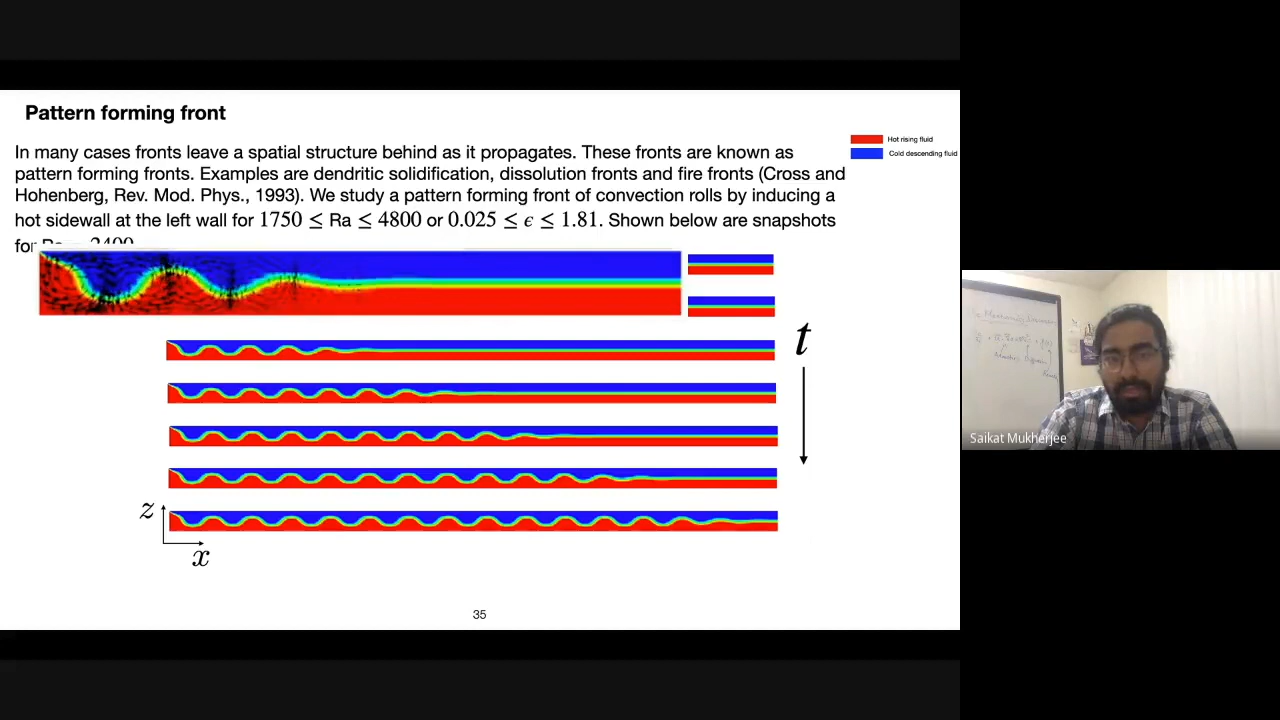 Pattern forming front
Hot rising fluid
Cold descending fluid
In many cases fronts leave a spatial structure behind as it propagates. These fronts are known as
pattern forming fronts. Examples are dendritic solidification, dissolution fronts and fire fronts (Cross and
Hohenberg, Rev. Mod. Phys., 1993). We study a pattern forming front of convection rolls by inducing a
hot sidewall at the left wall for 1750 ≤ Ra ≤ 4800 or 0.025 ≤ ϵ ≤ 1.81. Shown below are snapshots
for
t
z
x
35
Saikat Mukherjee